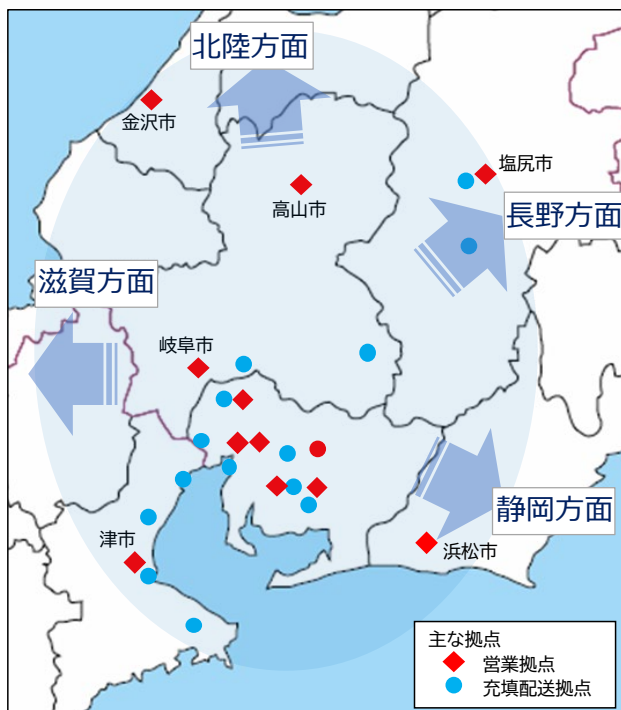 北陸方面
金沢市
塩尻市
高山市
長野方面
滋賀方面
岐阜市
静岡方面
津市
浜松市
主な拠点
営業拠点
充填配送拠点